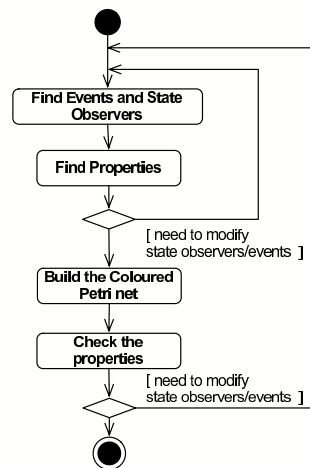 Find Events and State
Observers
Find Properties
[ need to modify
state observers/events ]
Build the Coloured
Petri net
Check the
properties
[ need to modify
state observers/events ]